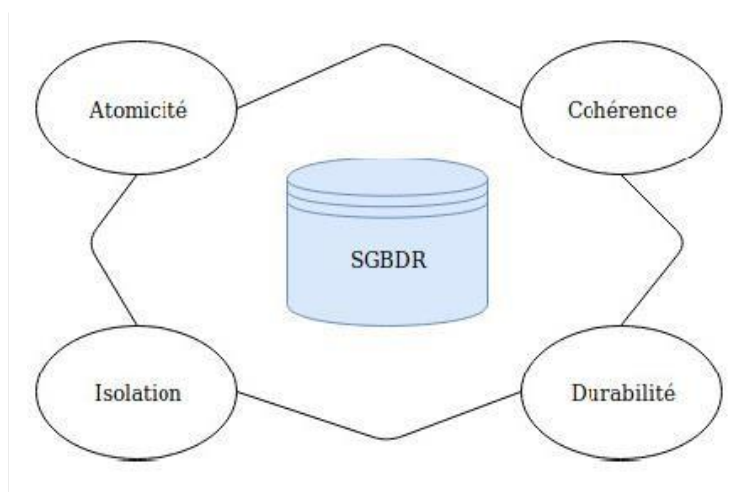 Atomicité
Cohérence
SGBDR
Isolation
Durabilité